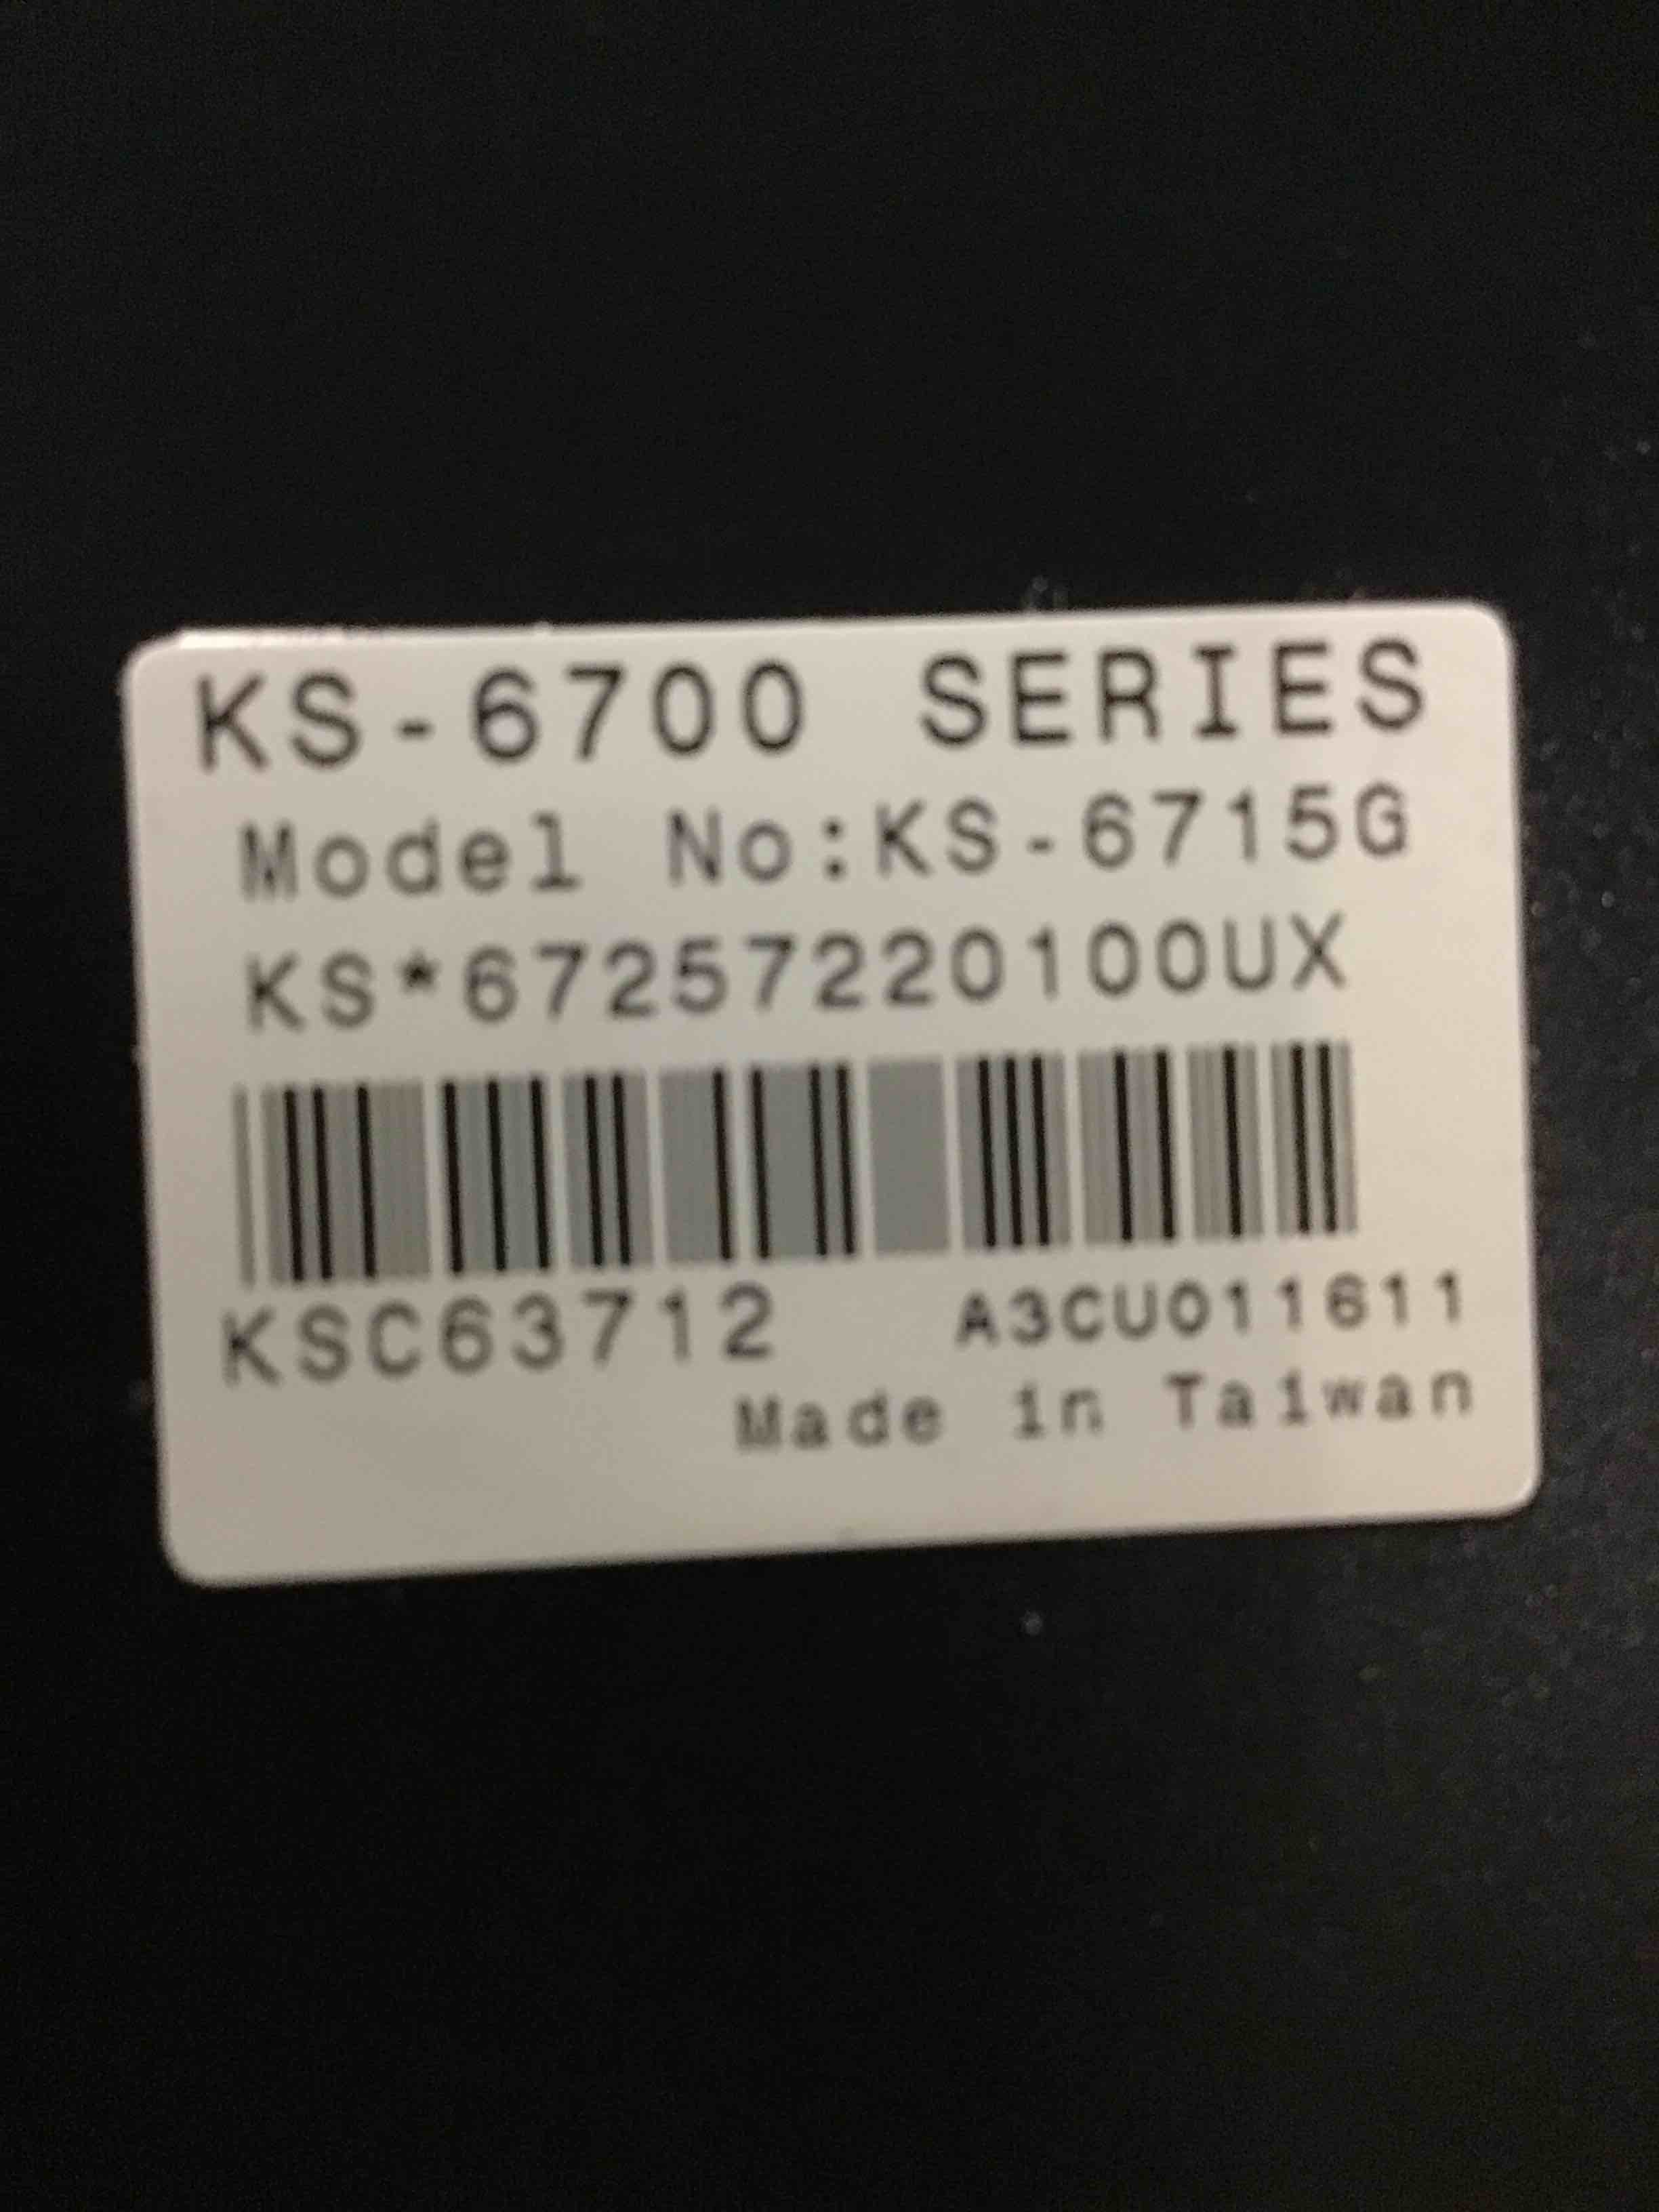 KS-6700 SERIES
Model No:KS-6715G
KS*67257220100UX
KSC63712 A3CU011611
Made in Taiwan